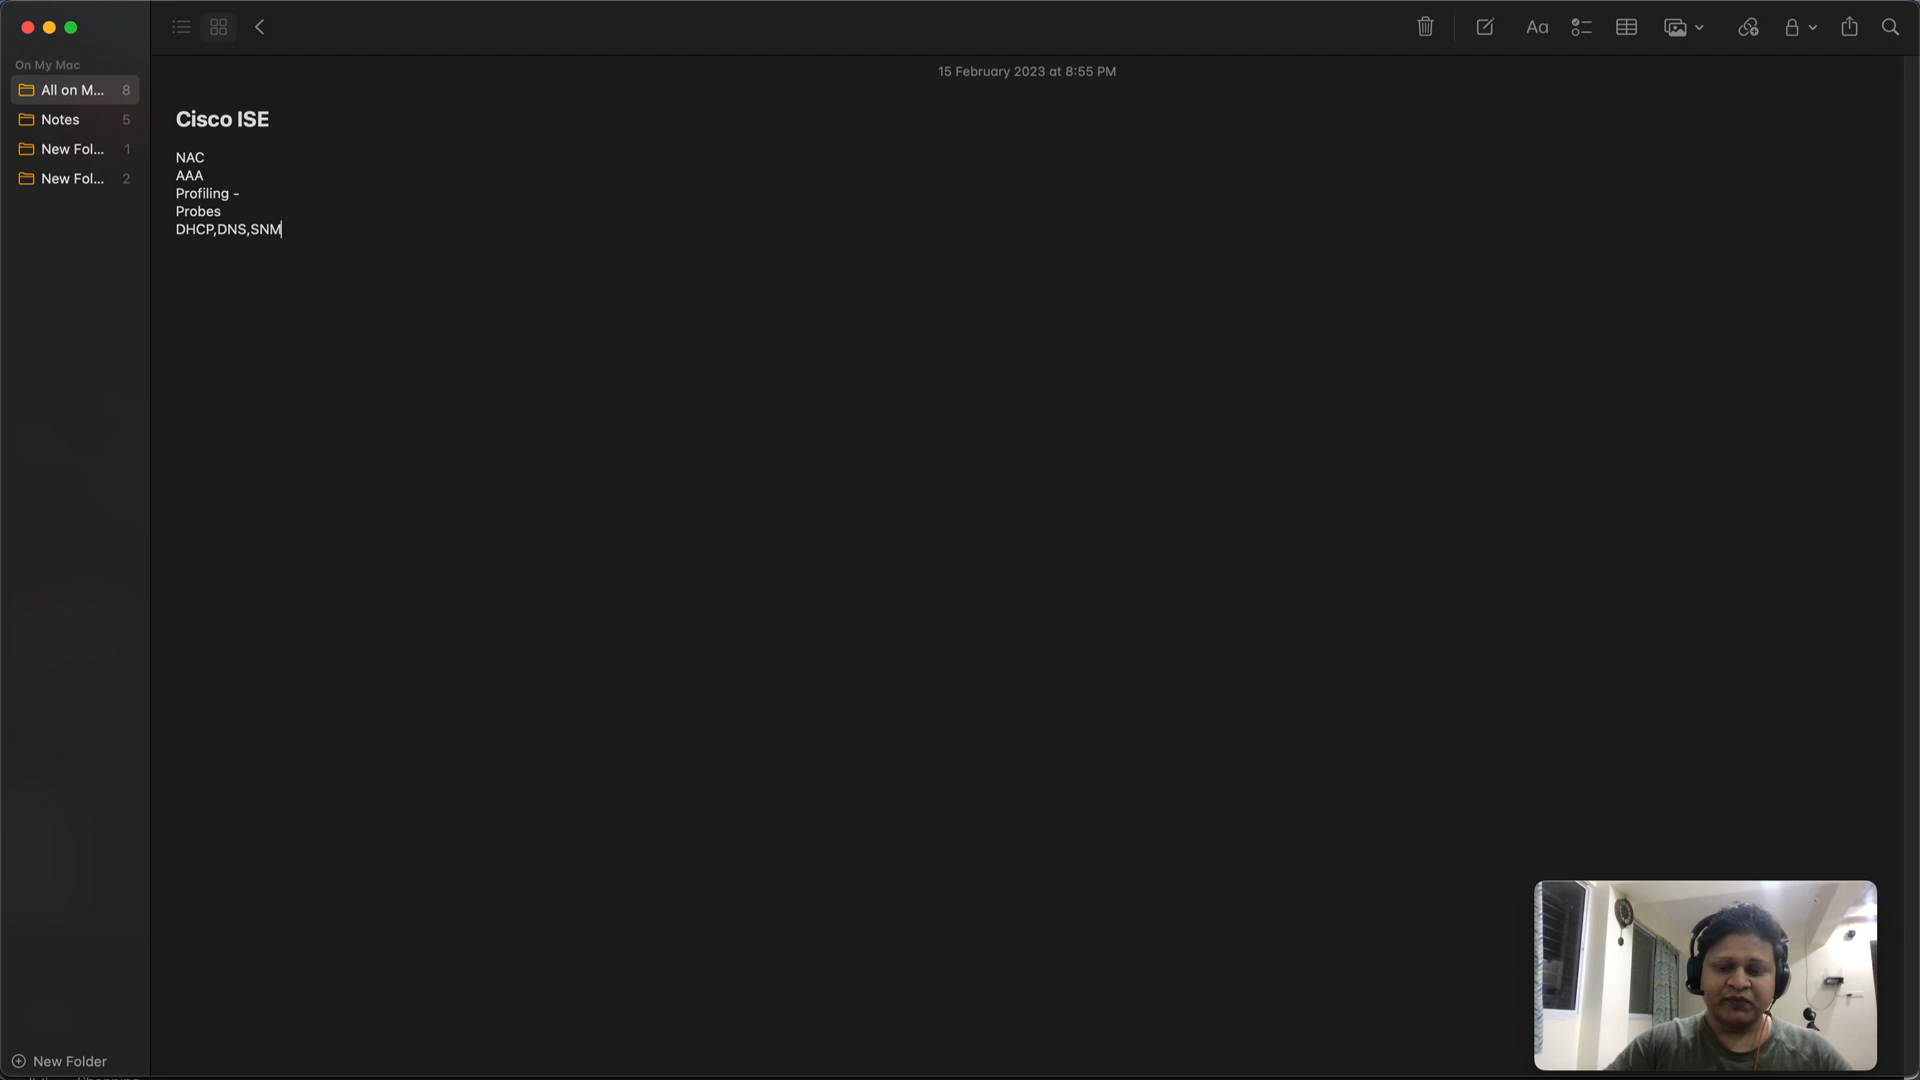 On My Mac
All on M... 8
Notes 5
New Fol... 1
New Fol... 2
New Folder
Aa
15 February 2023 at 8:55 PM
Cisco ISE
NAC
AAA
Profiling -
Probes
DHCP,DNS,SNM